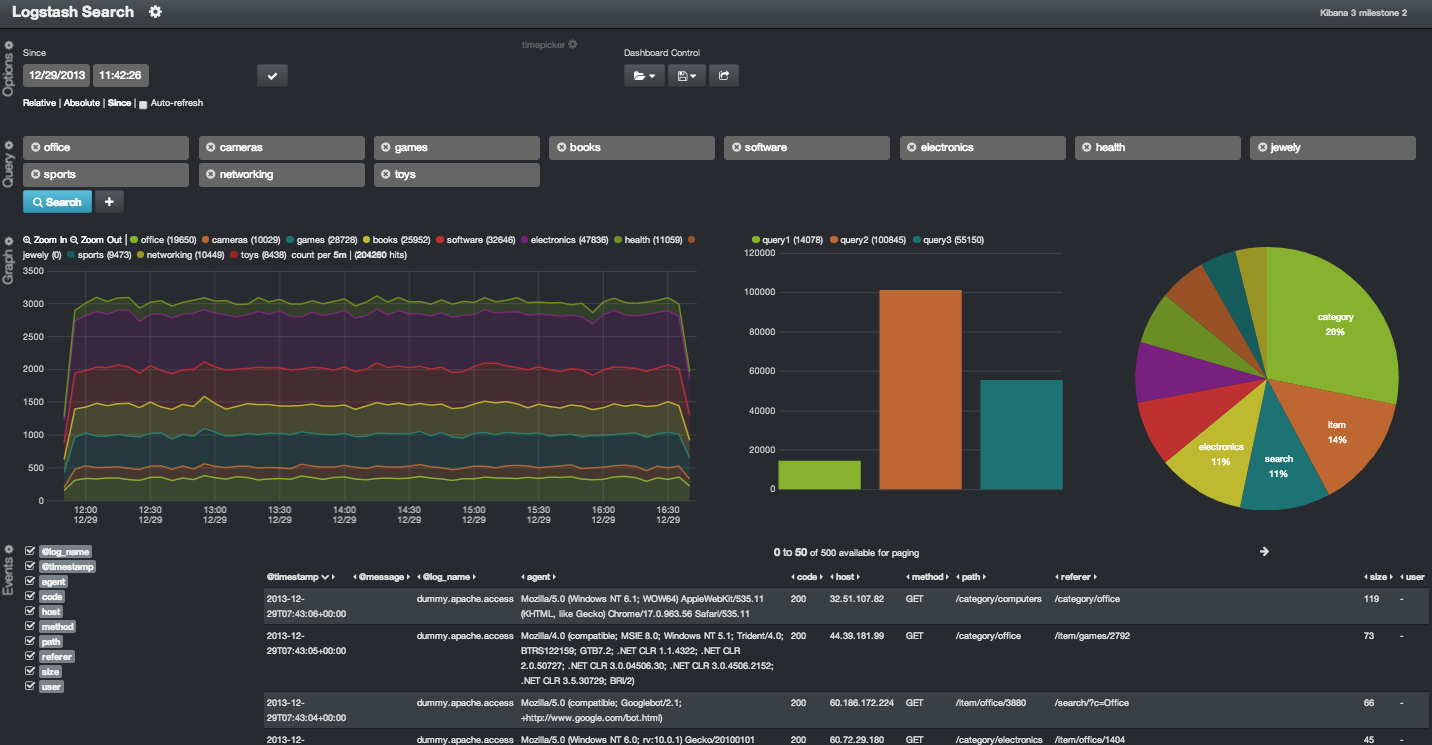 Logstash Search
Kibana 3 milestone 2
Options
Since
timepicker
Dashboard Control
12/29/2013 11:42:26
Relative | Absolute | Since | Auto-refresh
Query
office cameras games books software electronics health jewely
sports networking toys
Search
Graph
Zoom In Zoom Out | office (19650) cameras (10029) games (28728) books (25952) software (32646) electronics (47836) health (11059)
jewely (0) sports (9473) networking (10449) toys (8438) count per 5m | (204260 hits)
3500
3000
2500
2000
1500
1000
500
0
12:00 12:30 13:00 13:30 14:00 14:30 15:00 15:30 16:00 16:30
12/29 12/29 12/29 12/29 12/29 12/29 12/29 12/29 12/29 12/29
query1 (14078) query2 (100845) query3 (55150)
120000
100000
80000
60000
40000
20000
0
category
28%
item
14%
search
11%
electronics
11%
Events
@log_name
@timestamp
agent
code
host
method
path
referer
size
user
0 to 50 of 500 available for paging
@timestamp @message @log_name agent code host method path referer size user
2013-12- dummy.apache.access Mozilla/5.0 (Windows NT 6.1; WOW64) AppleWebKit/535.11 200 32.51.107.82 GET /category/computers /category/office 119 -
29T07:43:06+00:00 (KHTML, like Gecko) Chrome/17.0.963.56 Safari/535.11
2013-12- dummy.apache.access Mozilla/4.0 (compatible; MSIE 8.0; Windows NT 5.1; Trident/4.0; 200 44.39.181.99 GET /category/office /item/games/2792 73 -
29T07:43:05+00:00 BTRS122159; GTB7.2; .NET CLR 1.1.4322; .NET CLR
2.0.50727; .NET CLR 3.0.04506.30; .NET CLR 3.0.4506.2152;
.NET CLR 3.5.30729; BRI/2)
2013-12- dummy.apache.access Mozilla/5.0 (compatible; Googlebot/2.1; 200 60.186.172.224 GET /item/office/3880 /search/?c=Office 66 -
29T07:43:04+00:00 +http://www.google.com/bot.html)
2013-12- dummy.apache.access Mozilla/5.0 (Windows NT 6.0; rv:10.0.1) Gecko/20100101 200 60.72.29.180 GET /category/electronics /item/office/1404 45 -